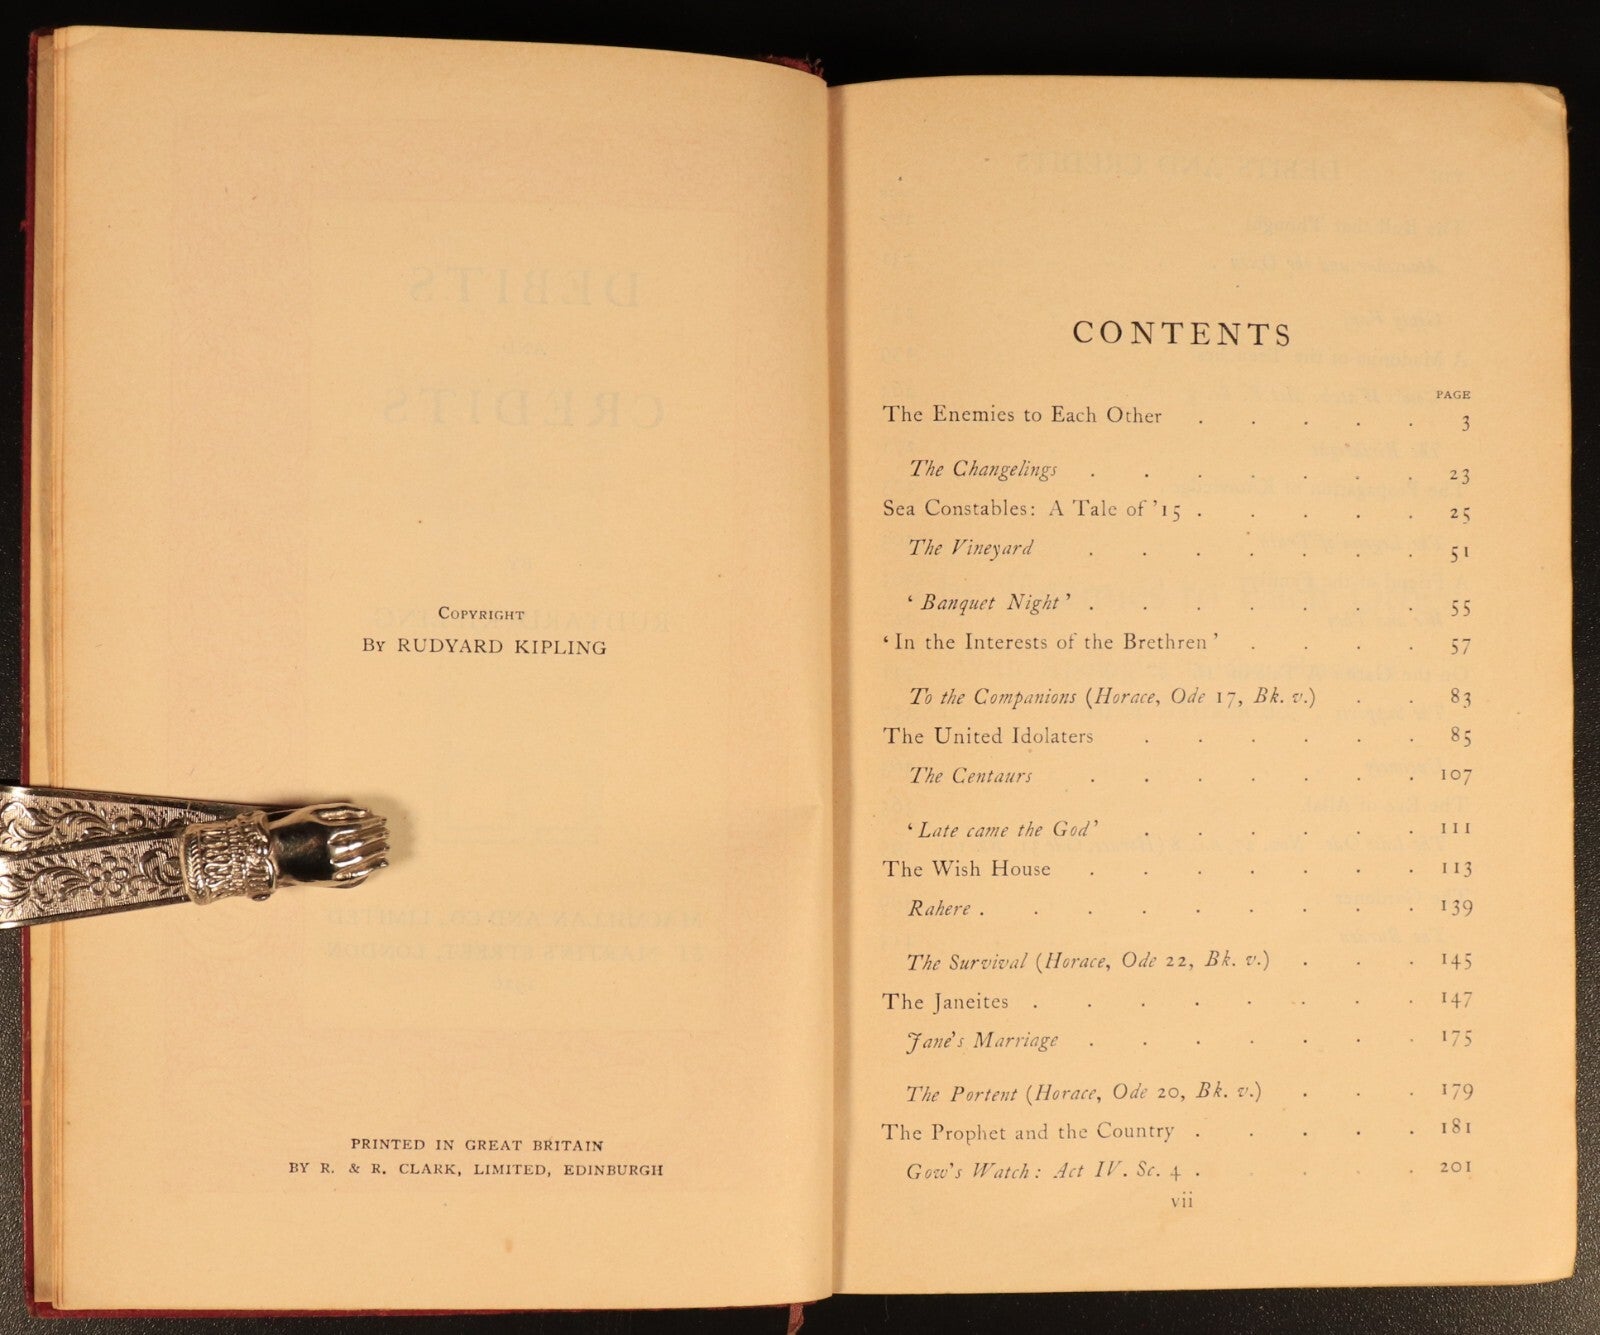 COPYRIGHT
BY RUDYARD KIPLING
PRINTED IN GREAT BRITAIN
BY R. & R. CLARK, LIMITED, EDINBURGH
CONTENTS
PAGE
The Enemies to Each Other . . . . . 3
The Changelings . . . . . . . 23
Sea Constables: A Tale of ’15 . . . . . 25
The Vineyard . . . . . . . 51
‘ Banquet Night ’ . . . . . . . 55
‘ In the Interests of the Brethren ’ . . . . 57
To the Companions (Horace, Ode 17, Bk. v.) . . 83
The United Idolaters . . . . . . 85
The Centaurs . . . . . . . 107
‘ Late came the God ’ . . . . . . 111
The Wish House . . . . . . . 113
Rahere . . . . . . . . . 139
The Survival (Horace, Ode 22, Bk. v.) . . . 145
The Janeites . . . . . . . . 147
Jane's Marriage . . . . . . . 175
The Portent (Horace, Ode 20, Bk. v.) . . . 179
The Prophet and the Country . . . . . 181
Gow's Watch: Act IV. Sc. 4 . . . . . 201
vii